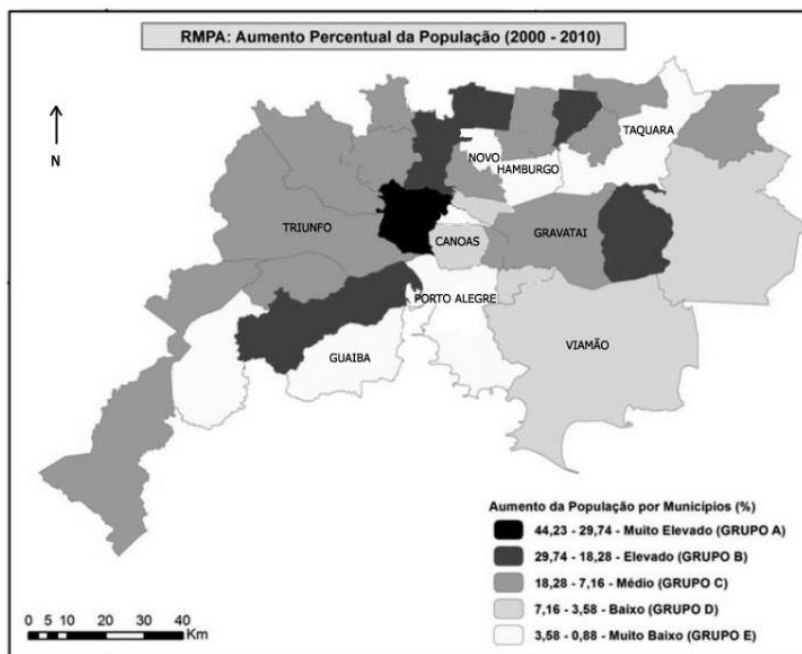 RMPA: Aumento Percentual da População (2000 - 2010)
N
TAQUARA
NOVO
HAMBURGO
TRIUNFO
CANOAS
GRAVATAI
PORTO ALEGRE
GUAIBA
VIAMÃO
Aumento da População por Municípios (%)
44,23 - 29,74 - Muito Elevado (GRUPO A)
29,74 - 18,28 - Elevado (GRUPO B)
18,28 - 7,16 - Médio (GRUPO C)
7,16 - 3,58 - Baixo (GRUPO D)
3,58 - 0,88 - Muito Baixo (GRUPO E)
0 5 10 20 30 40
Km